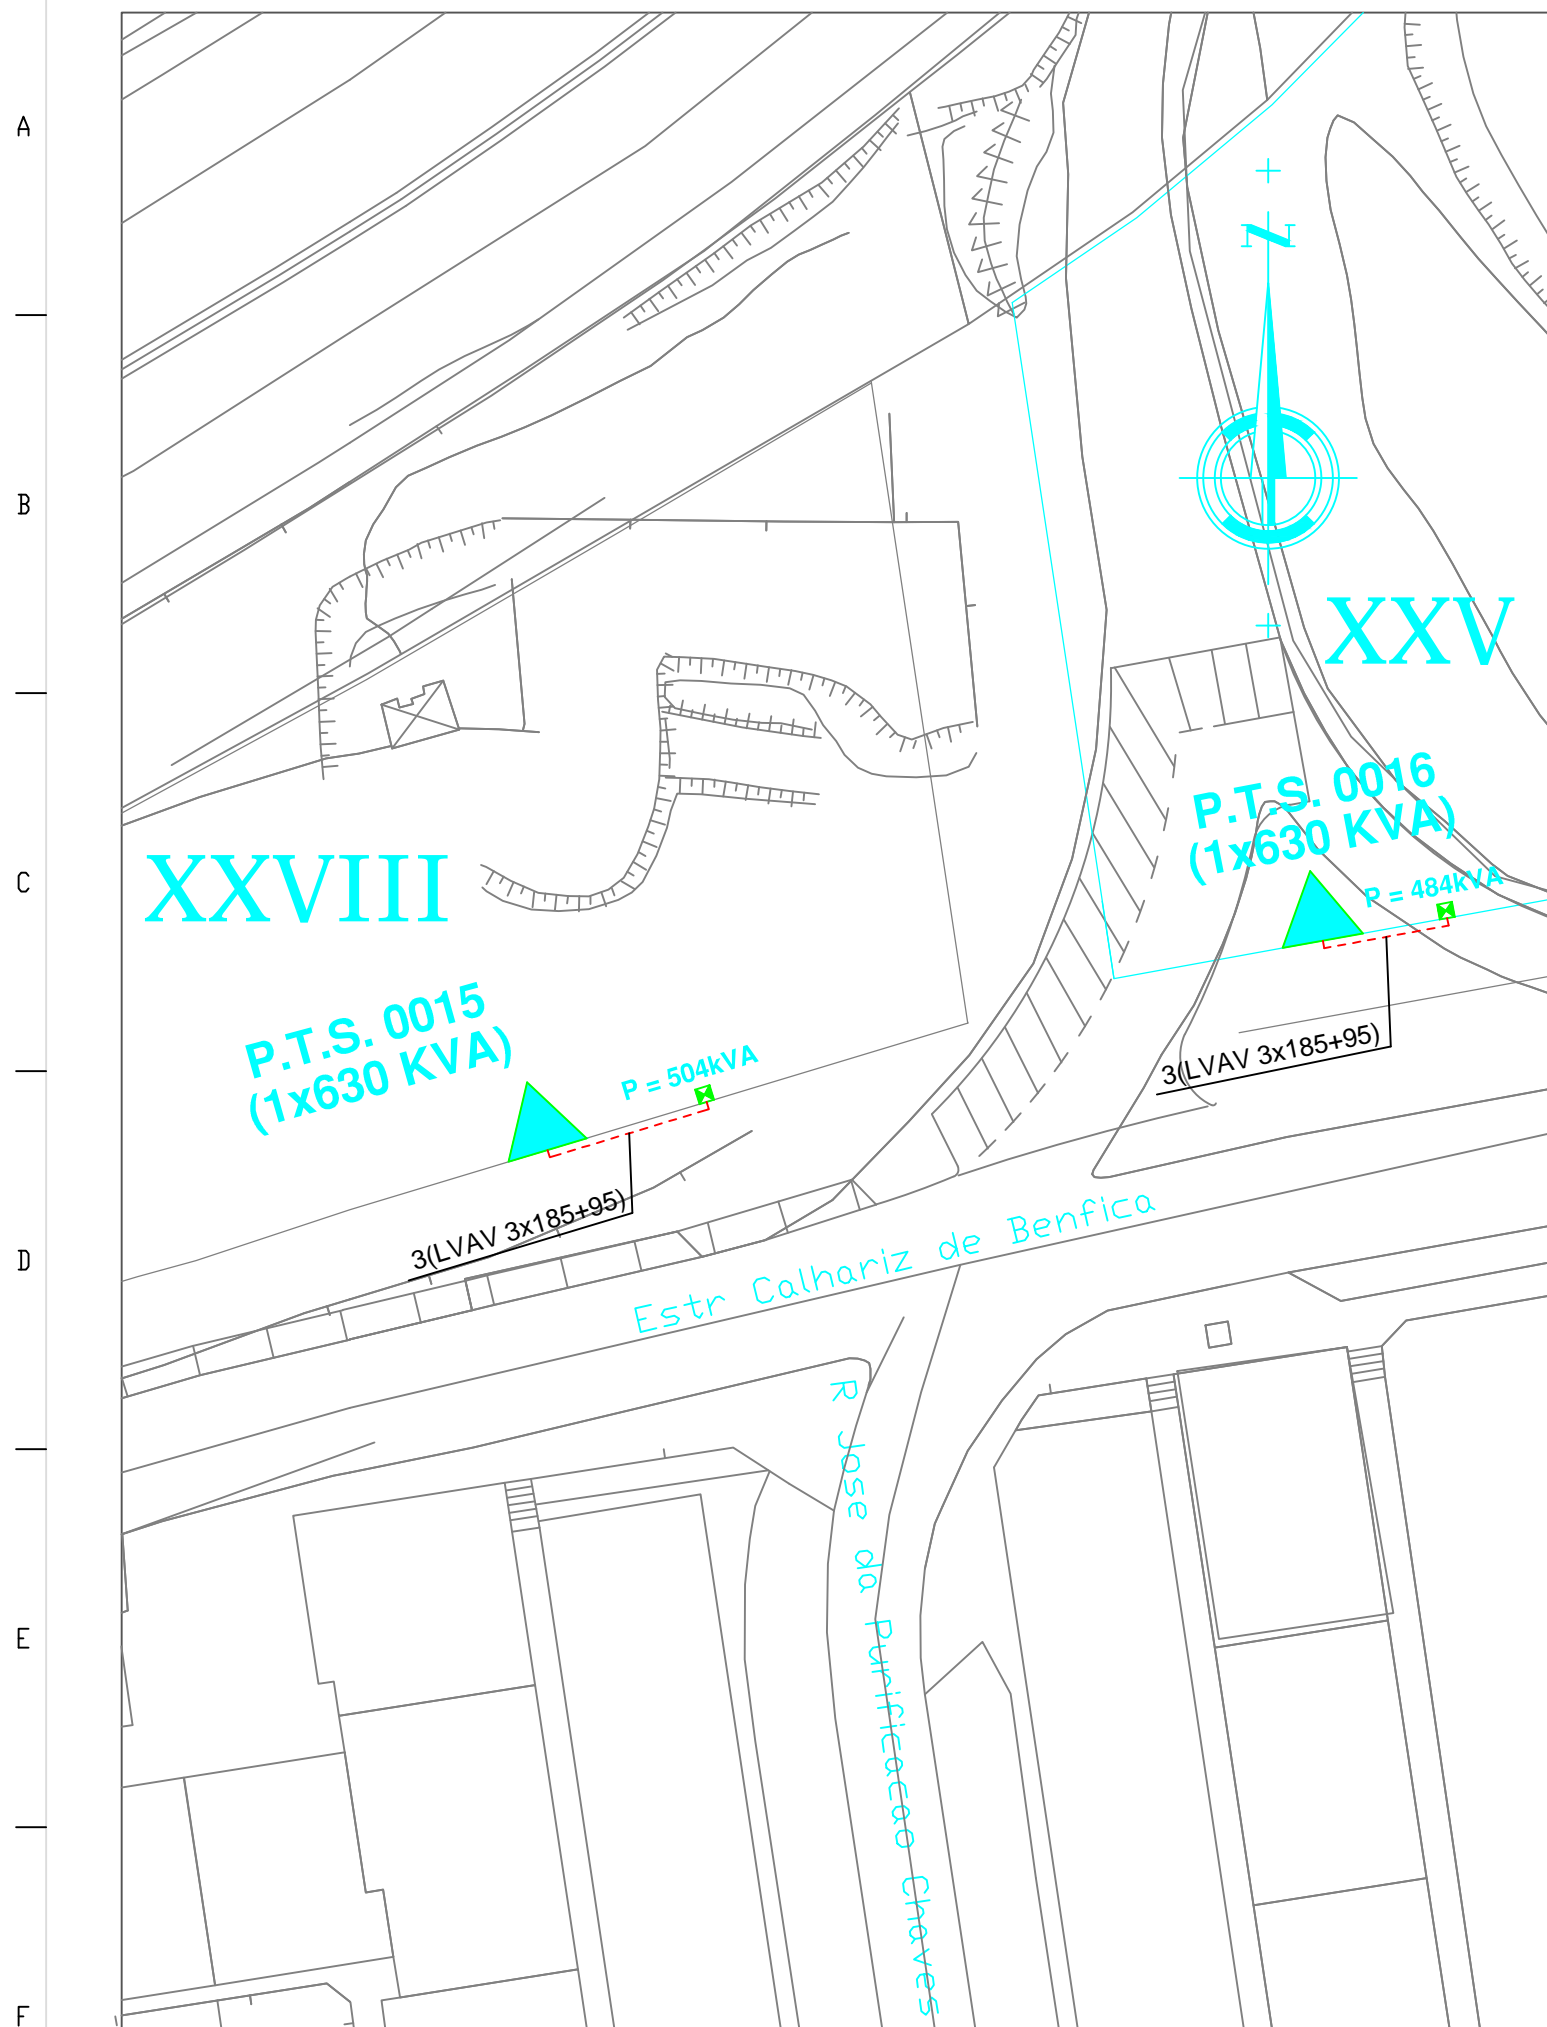 A
N
B
XXV
P.T.S. 0016
(1x630 KVA)
P = 484kVA
C
XXVIII
3(LVAV 3x185+95)
P.T.S. 0015
(1x630 KVA)
P = 504kVA
3(LVAV 3x185+95)
D
Estr Calhariz de Benfica
R Jose da Purificacao Chaves
E
F